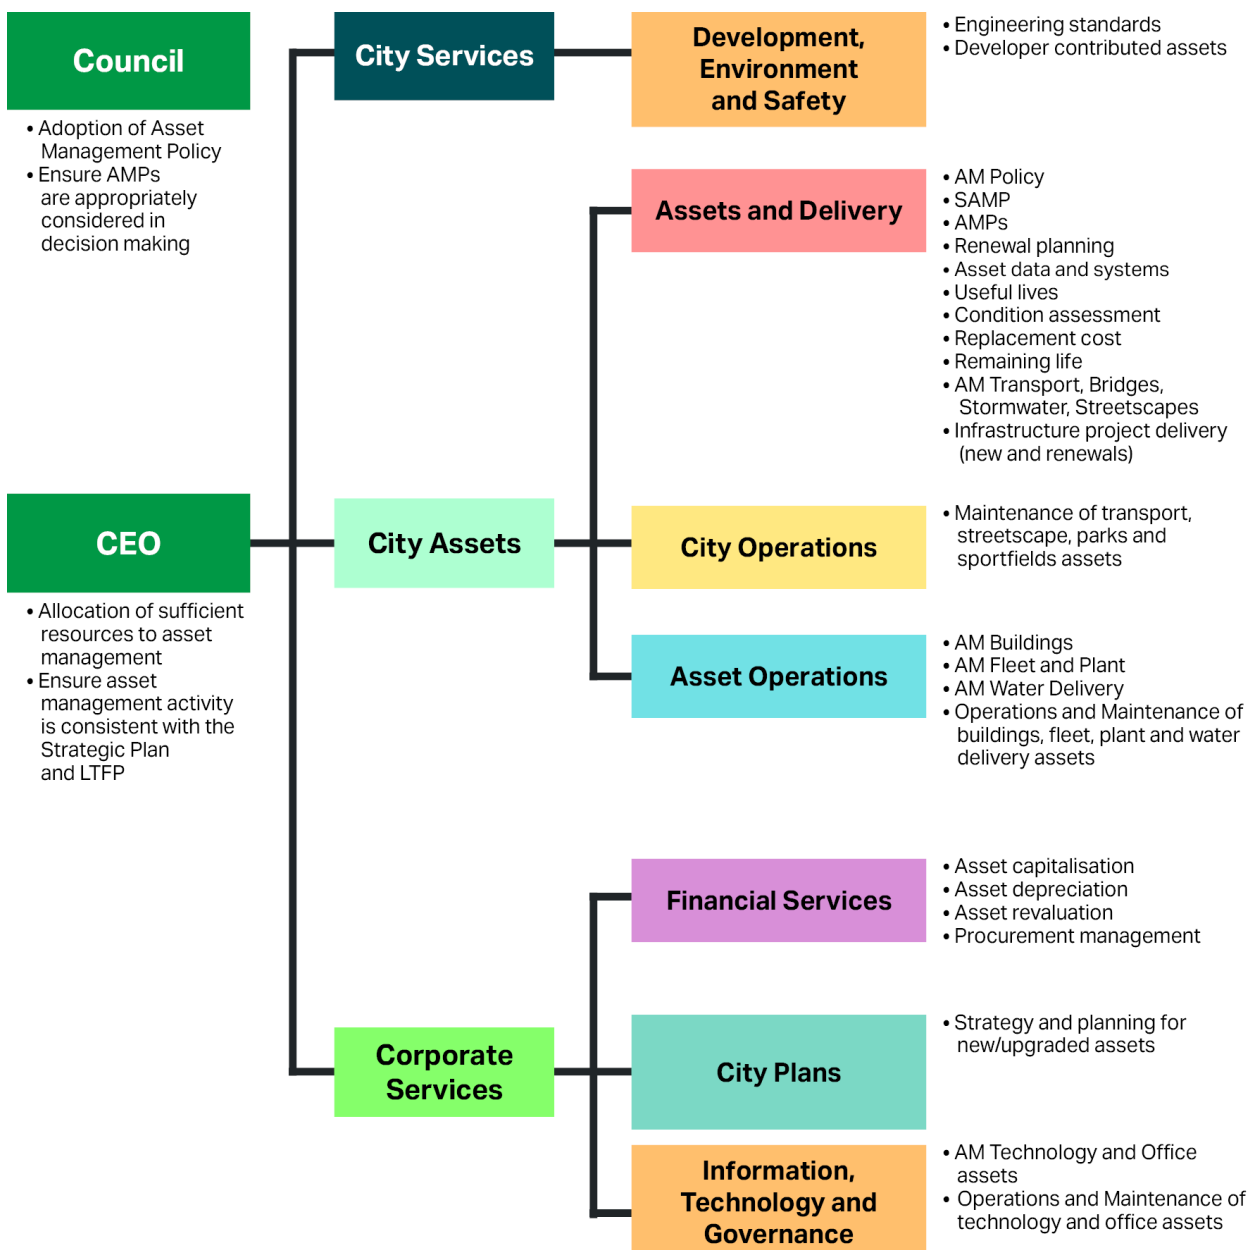 Council
• Adoption of Asset
Management Policy
• Ensure AMPs
are appropriately
considered in
decision making
CEO
• Allocation of sufficient
resources to asset
management
• Ensure asset
management activity
is consistent with the
Strategic Plan
and LTFP
City Services
Development,
Environment
and Safety
• Engineering standards
• Developer contributed assets
City Assets
Assets and Delivery
• AM Policy
• SAMP
• AMPs
• Renewal planning
• Asset data and systems
• Useful lives
• Condition assessment
• Replacement cost
• Remaining life
• AM Transport, Bridges,
Stormwater, Streetscapes
• Infrastructure project delivery
(new and renewals)
City Operations
• Maintenance of transport,
streetscape, parks and
sportfields assets
Asset Operations
• AM Buildings
• AM Fleet and Plant
• AM Water Delivery
• Operations and Maintenance of
buildings, fleet, plant and water
delivery assets
Corporate
Services
Financial Services
• Asset capitalisation
• Asset depreciation
• Asset revaluation
• Procurement management
City Plans
• Strategy and planning for
new/upgraded assets
Information,
Technology and
Governance
• AM Technology and Office
assets
• Operations and Maintenance of
technology and office assets